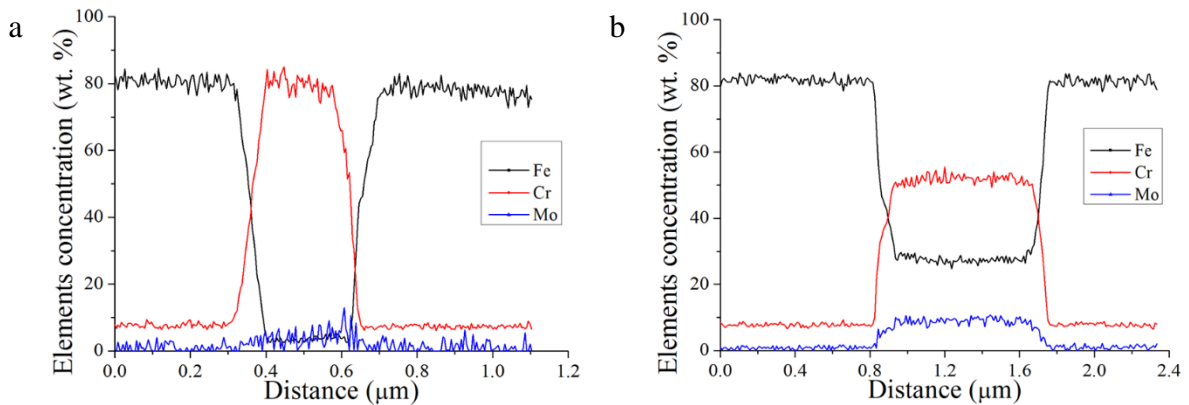 a
Elements concentration (wt. %)
100
80
60
40
20
0
0.0 0.2 0.4 0.6 0.8 1.0 1.2
Distance (μm)
Fe
Cr
Mo
b
Elements concentration (wt. %)
100
80
60
40
20
0
0.0 0.4 0.8 1.2 1.6 2.0 2.4
Distance (μm)
Fe
Cr
Mo